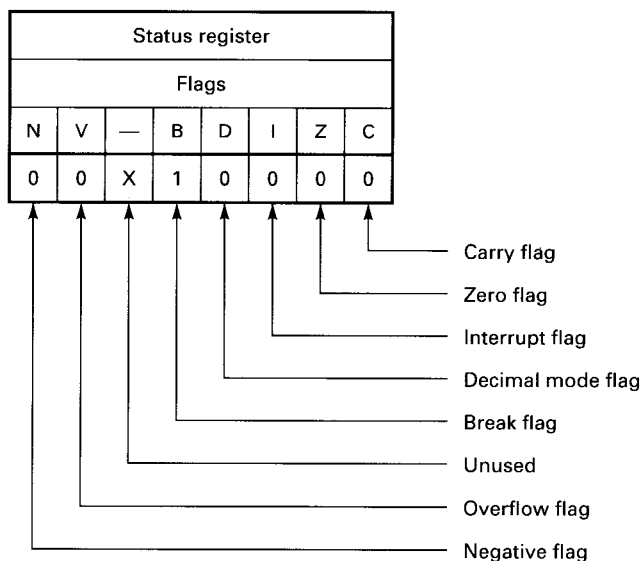 Status register
Flags
N V — B D I Z C
0 0 X 1 0 0 0 0
Carry flag
Zero flag
Interrupt flag
Decimal mode flag
Break flag
Unused
Overflow flag
Negative flag